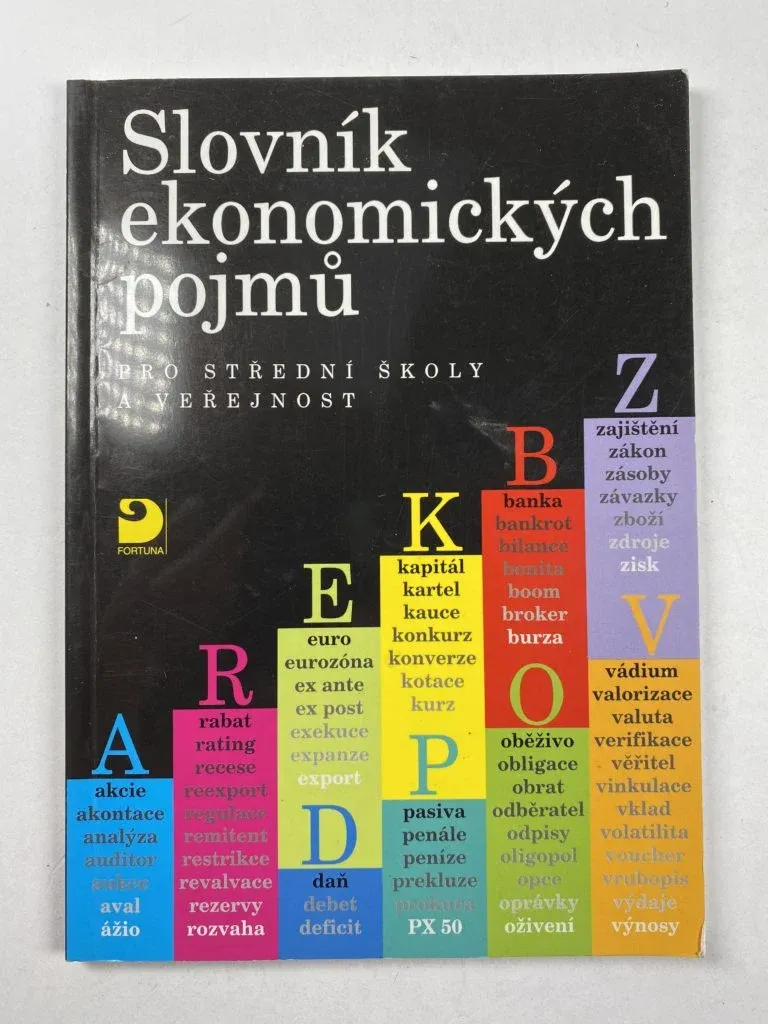 Slovník
ekonomických
pojmů
PRO STŘEDNÍ ŠKOLY
A VEŘEJNOST
FORTUNA
A
akcie
akontace
analýza
auditor
aukce
aval
ážio
R
rabat
rating
recese
reexport
regulace
remitent
restrikce
revalvace
rezervy
rozvaha
E
euro
eurozóna
ex ante
ex post
exekuce
expanze
export
D
daň
debet
deficit
K
kapitál
kartel
kauce
konkurz
konverze
kotace
kurz
P
pasiva
penále
peníze
prekluze
prokura
PX 50
B
banka
bankrot
bilance
bonita
boom
broker
burza
O
oběživo
obligace
obrat
odběratel
odpisy
oligopol
opce
oprávky
oživení
Z
zajištění
zákon
zásoby
závazky
zboží
zdroje
zisk
V
vádium
valorizace
valuta
verifikace
věřitel
vinkulace
vklad
volatilita
voucher
vrubopis
výdaje
výnosy